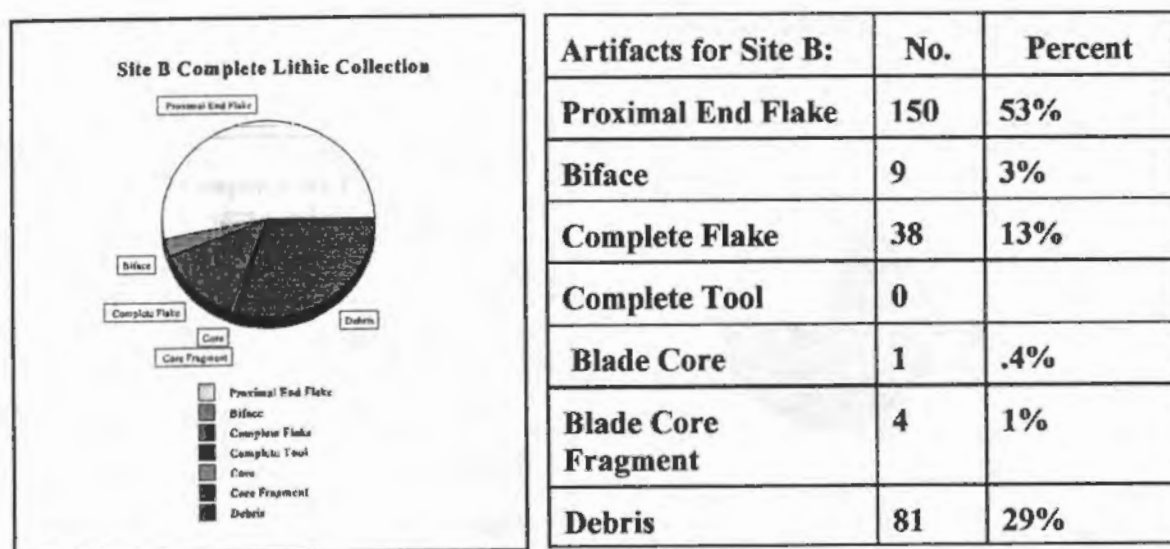 Site B Complete Lithic Collection
Proximal End Flake
Biface
Complete Flake
Core
Core Fragment
Debris
Proximal End Flake
Biface
Complete Flake
Complete Tool
Core
Core Fragment
Debris
Artifacts for Site B: No. Percent
Proximal End Flake 150 53%
Biface 9 3%
Complete Flake 38 13%
Complete Tool 0
Blade Core 1 .4%
Blade Core
Fragment 4 1%
Debris 81 29%